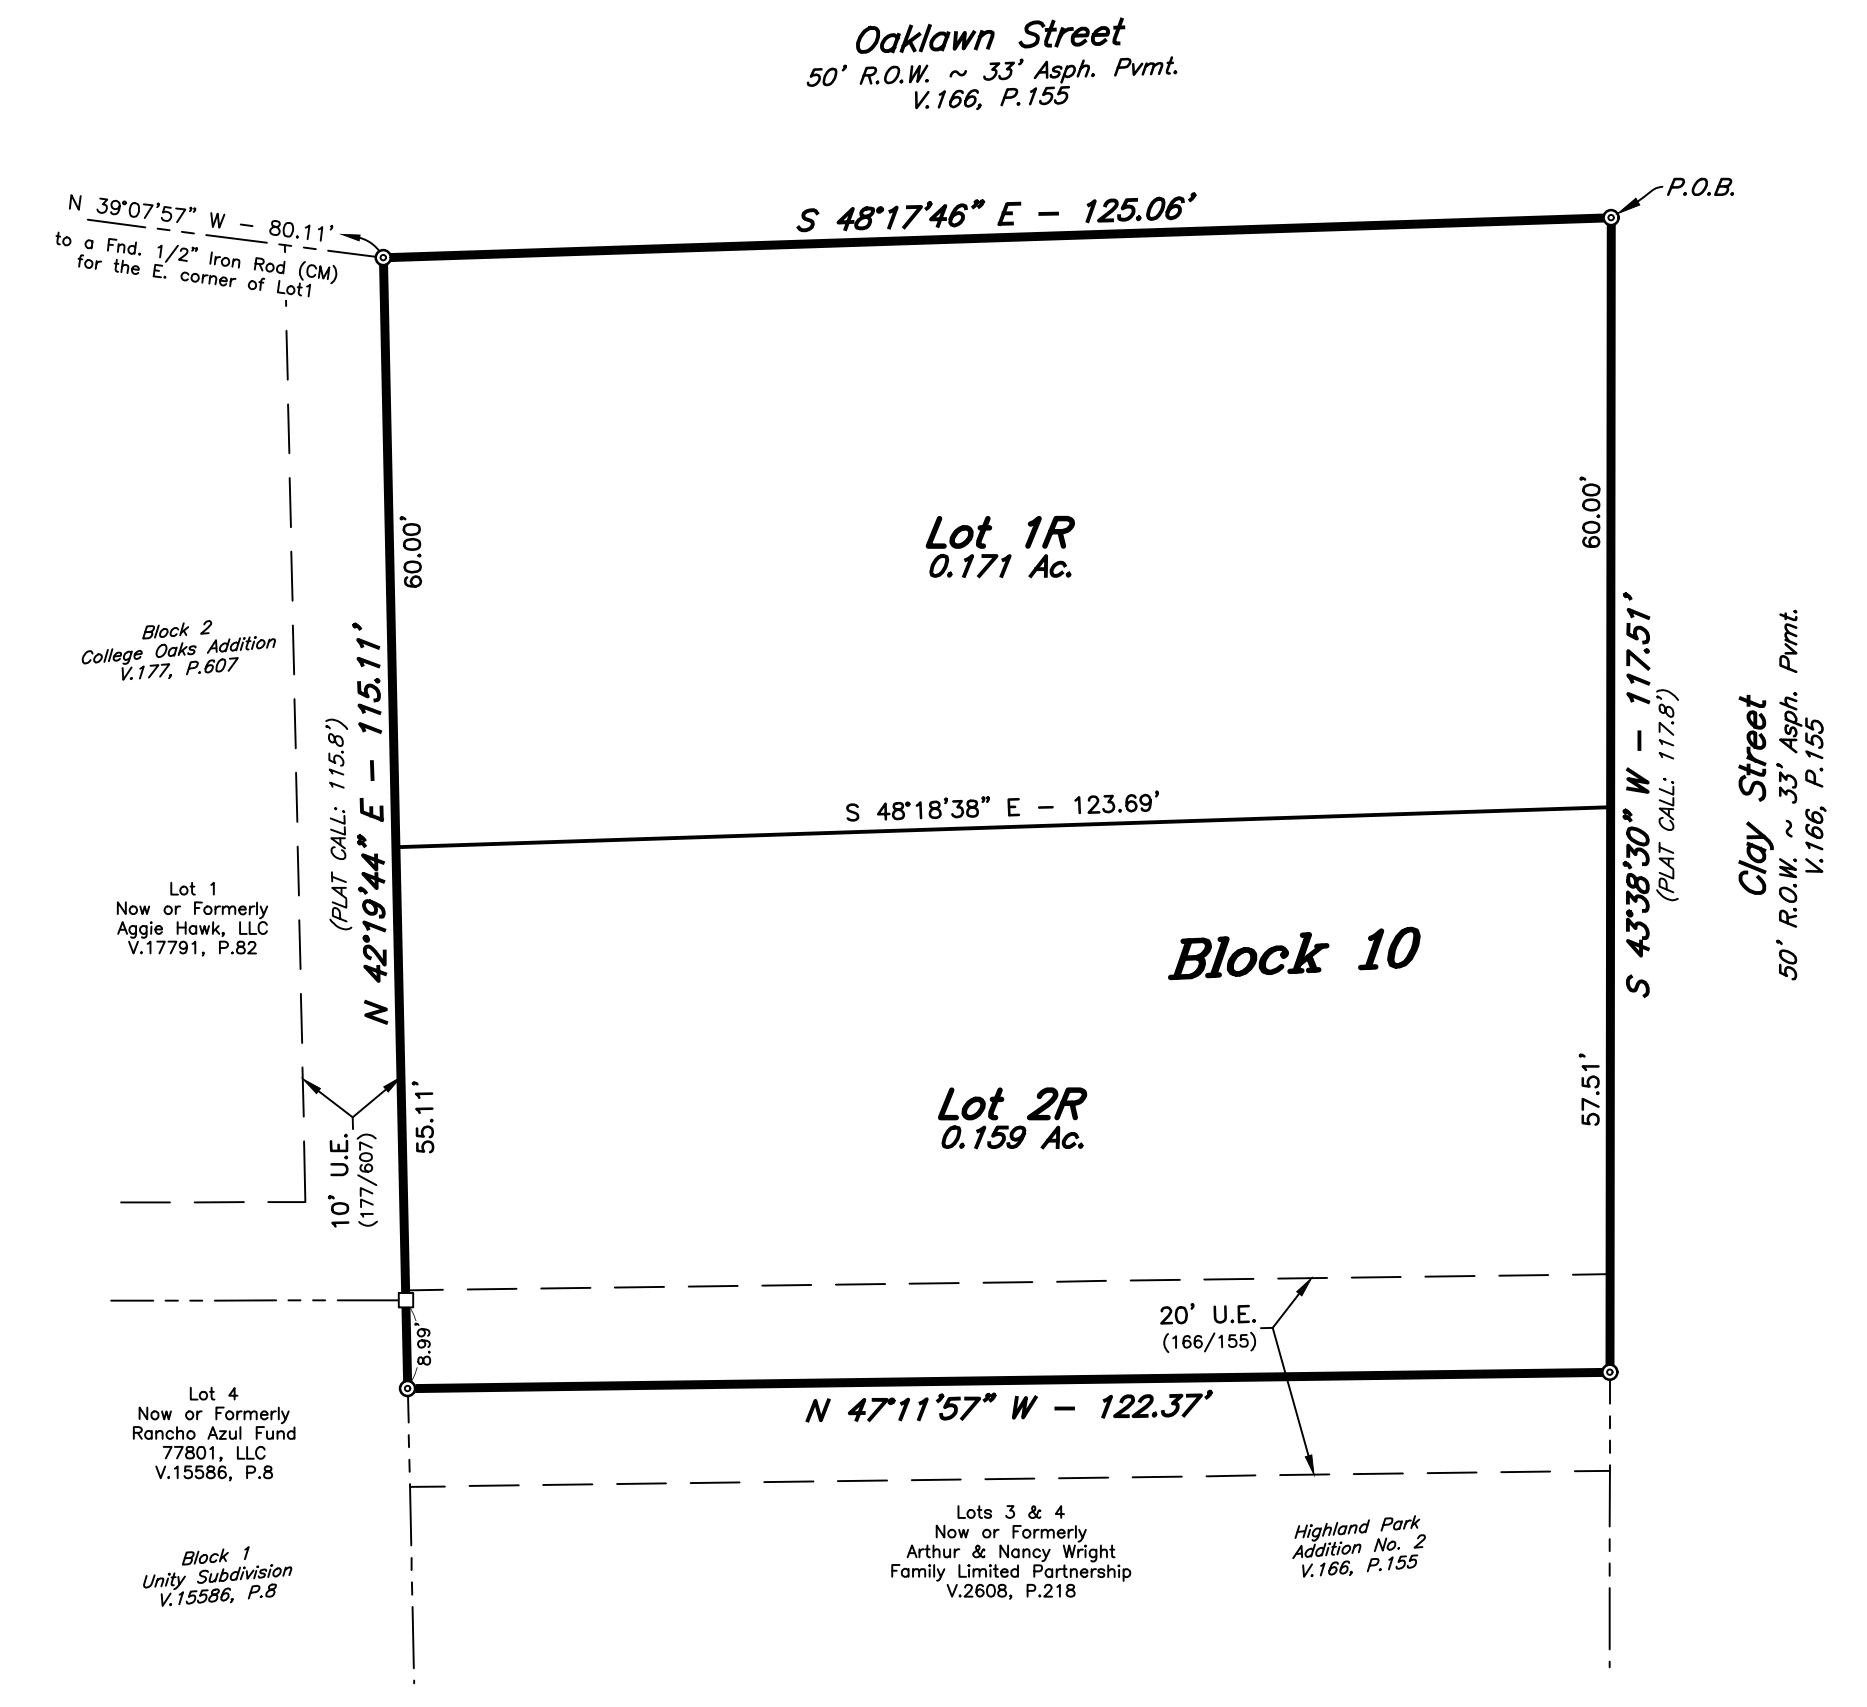 Oaklawn Street
50' R.O.W. ~ 33' Asph. Pvmt.
V.166, P.155
P.O.B.
N 39°07'57" W - 80.11'
to a Fnd. 1/2" Iron Rod (CM)
for the E. corner of Lot1
S 48°17'46" E - 125.06'
60.00'
60.00'
Lot 1R
0.171 Ac.
Block 2
College Oaks Addition
V.177, P.607
N 42°19'44" E - 115.11'
(PLAT CALL: 115.8')
S 43°38'30" W - 117.51'
(PLAT CALL: 117.8')
Clay Street
50' R.O.W. ~ 33' Asph. Pvmt.
V.166, P.155
S 48°18'38" E - 123.69'
Lot 1
Now or Formerly
Aggie Hawk, LLC
V.17791, P.82
Block 10
55.11'
57.51'
Lot 2R
0.159 Ac.
10' U.E.
(177/607)
20' U.E.
(166/155)
8.99'
N 47°11'57" W - 122.37'
Lot 4
Now or Formerly
Rancho Azul Fund
77801, LLC
V.15586, P.8
Block 1
Unity Subdivision
V.15586, P.8
Lots 3 & 4
Now or Formerly
Arthur & Nancy Wright
Family Limited Partnership
V.2608, P.218
Highland Park
Addition No. 2
V.166, P.155